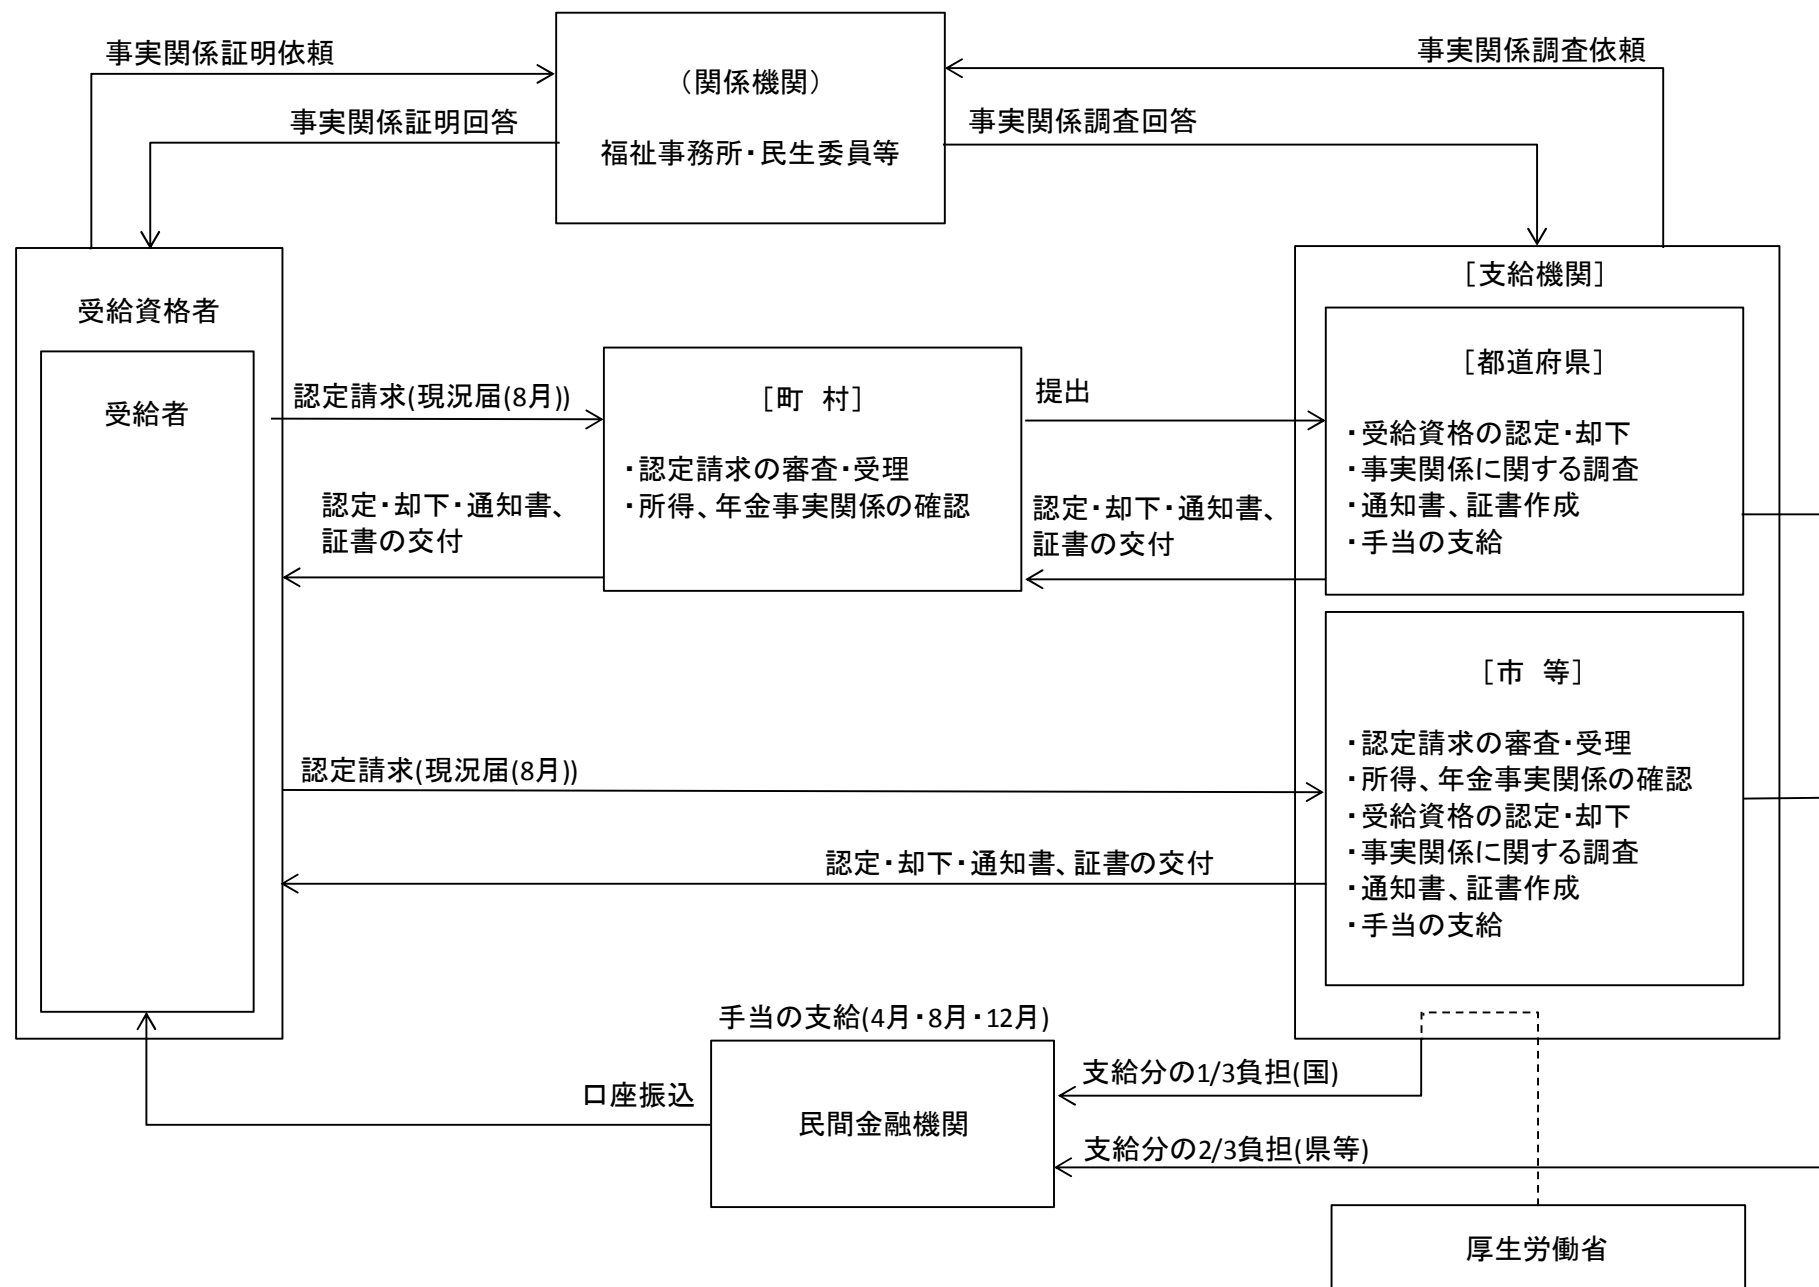 事実関係証明依頼
事実関係調査依頼
（関係機関）
事実関係証明回答
事実関係調査回答
福祉事務所・民生委員等
[支給機関]
受給資格者
[都道府県]
受給者
認定請求(現況届(8月))
[町　村]
提出
・受給資格の認定・却下
・事実関係に関する調査
・通知書、証書作成
・手当の支給
・認定請求の審査・受理
・所得、年金事実関係の確認
認定・却下・通知書、
証書の交付
認定・却下・通知書、
証書の交付
[市　等]
・認定請求の審査・受理
・所得、年金事実関係の確認
・受給資格の認定・却下
・事実関係に関する調査
・通知書、証書作成
・手当の支給
認定請求(現況届(8月))
認定・却下・通知書、証書の交付
手当の支給(4月・8月・12月)
支給分の1/3負担(国)
口座振込
民間金融機関
支給分の2/3負担(県等)
厚生労働省